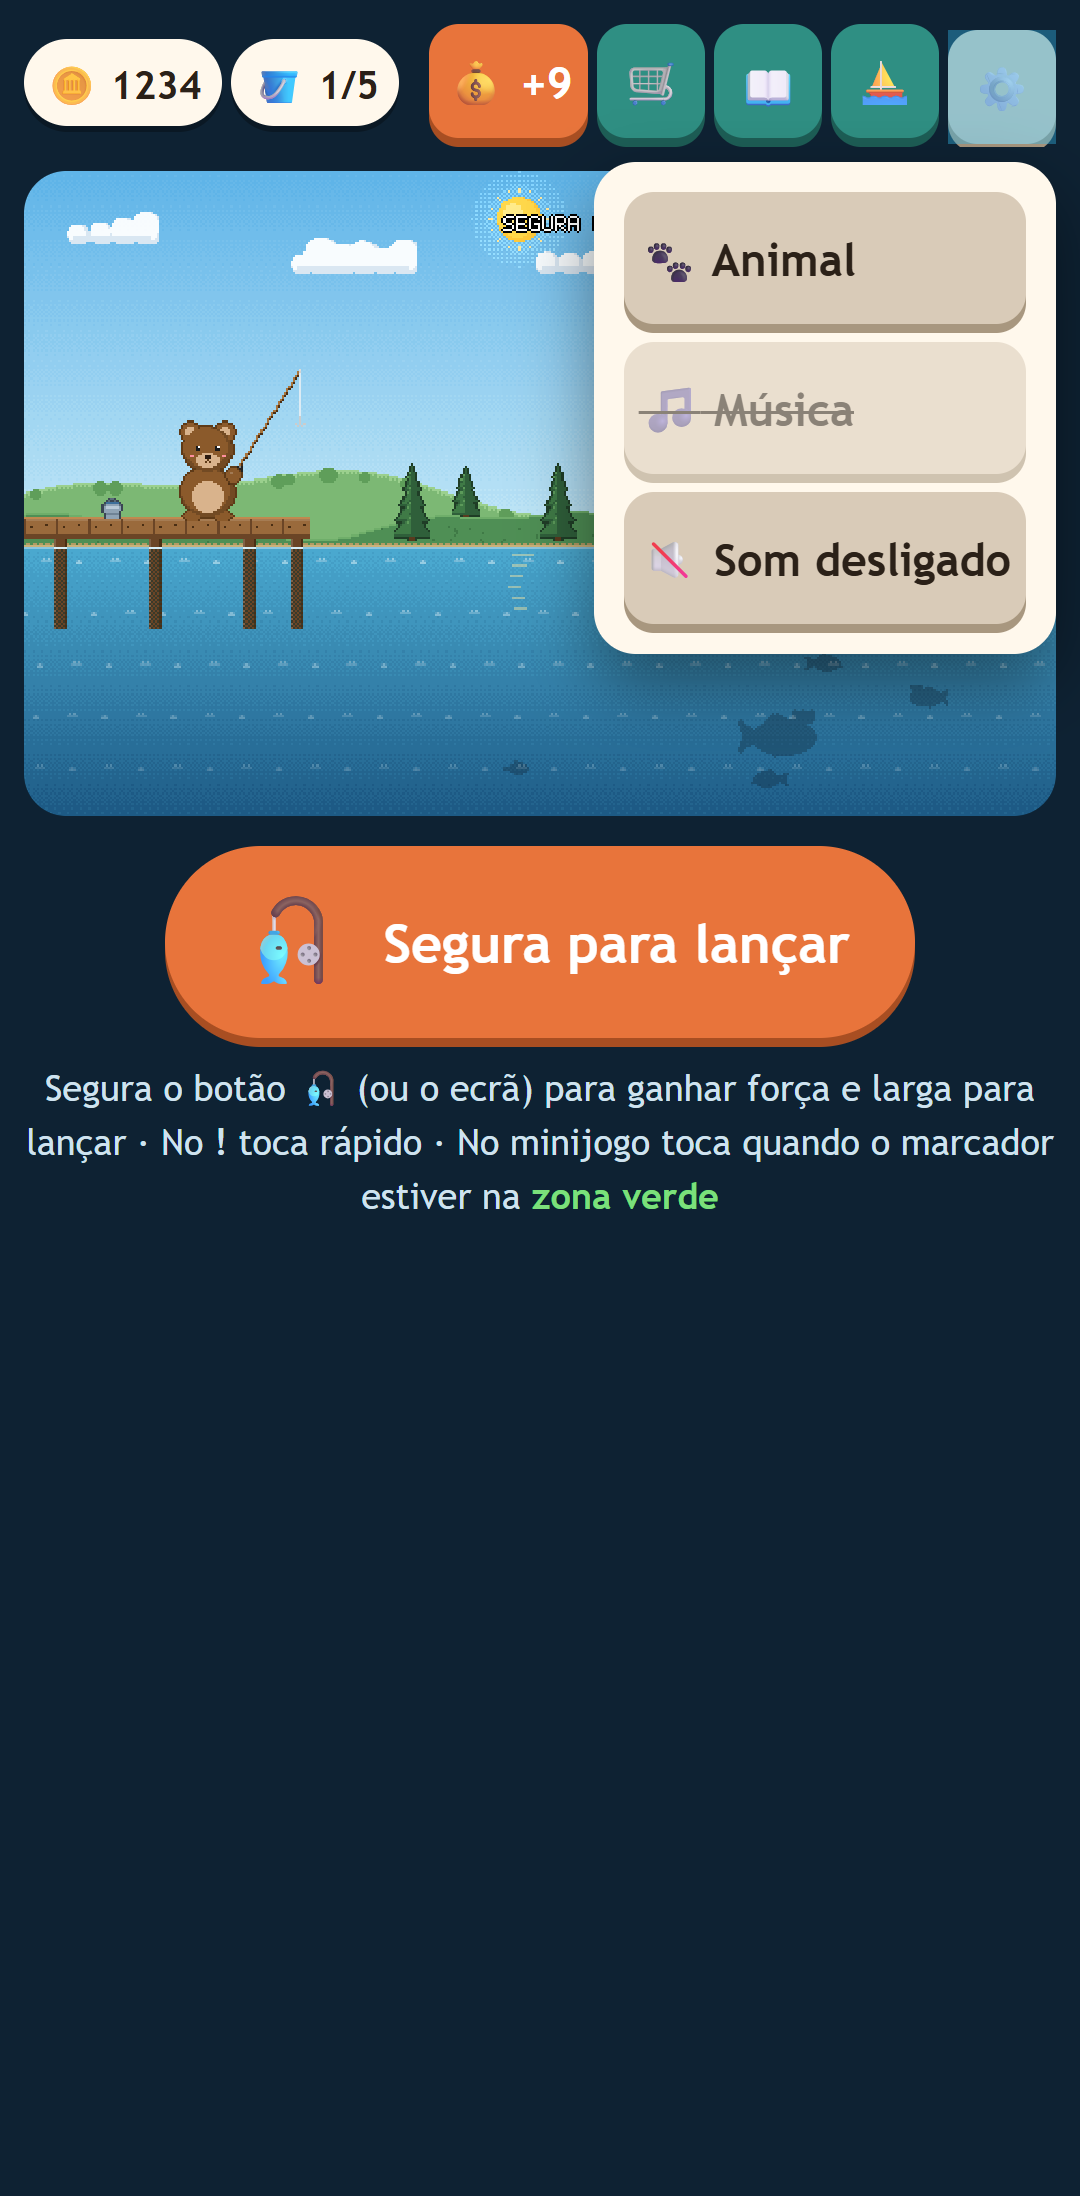 1234
1/5
+9
SEGURA
Animal
Música
Som desligado
Segura para lançar
Segura o botão (ou o ecrã) para ganhar força e larga para
lançar · No ! toca rápido · No minijogo toca quando o marcador
estiver na zona verde